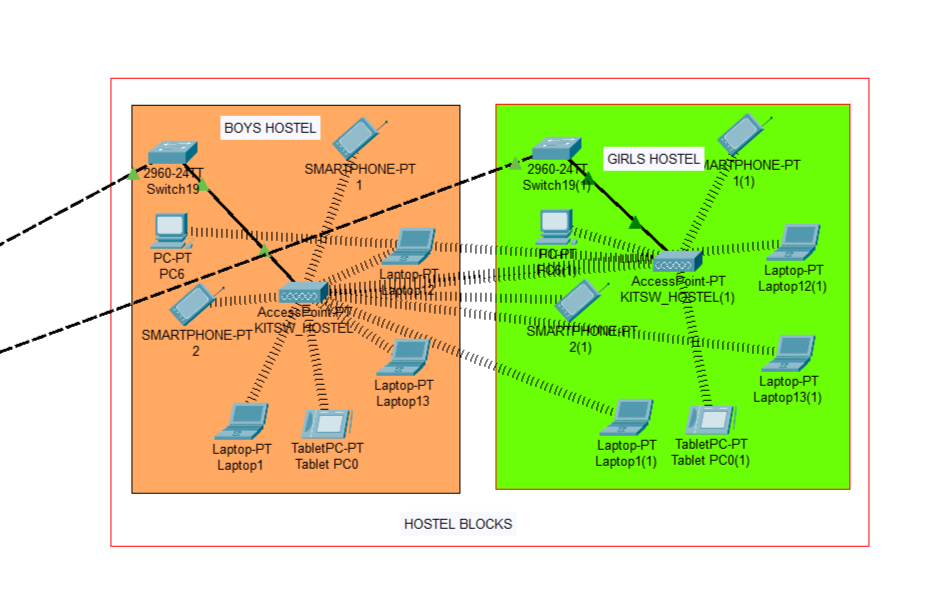 BOYS HOSTEL
SMARTPHONE-PT
1
2960-24TT
Switch19
PC-PT
PC6
Laptop-PT
Laptop12
SMARTPHONE-PT
2
AccessPoint-PT
KITSW_HOSTEL
Laptop-PT
Laptop13
Laptop-PT
Laptop1
TabletPC-PT
Tablet PC0
GIRLS HOSTEL
SMARTPHONE-PT
1(1)
2960-24TT
Switch19(1)
PC-PT
PC6(1)
AccessPoint-PT
KITSW_HOSTEL(1)
Laptop-PT
Laptop12(1)
SMARTPHONE-PT
2(1)
Laptop-PT
Laptop13(1)
Laptop-PT
Laptop1(1)
TabletPC-PT
Tablet PC0(1)
HOSTEL BLOCKS